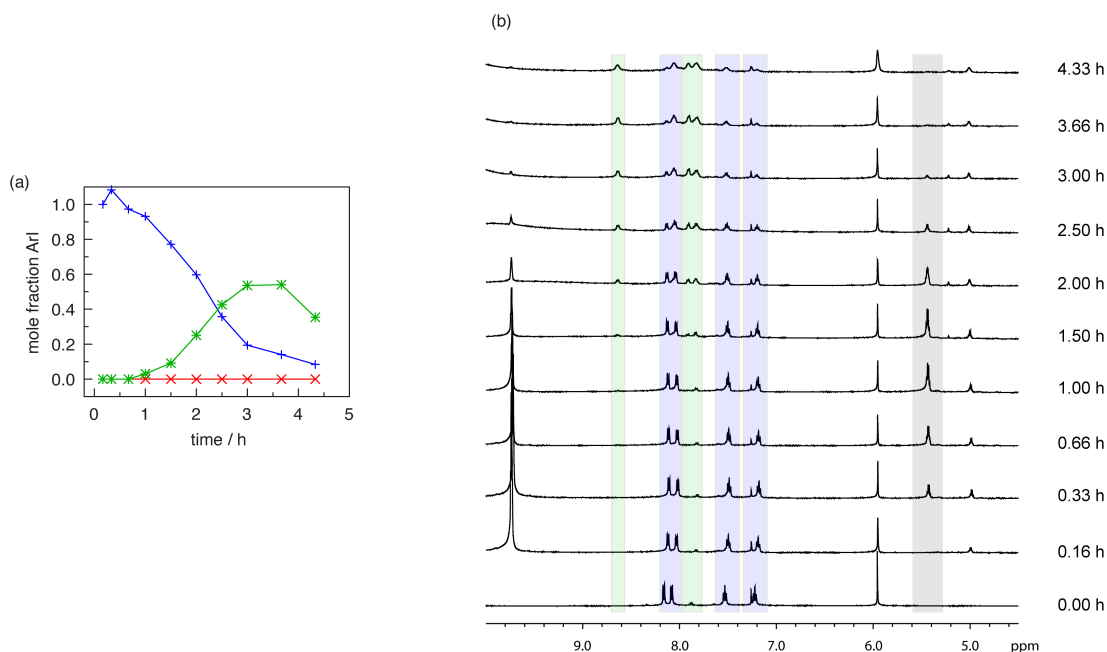 (a)
mole fraction ArI
1.0
0.8
0.6
0.4
0.2
0.0
0 1 2 3 4 5
time / h
(b)
4.33 h
3.66 h
3.00 h
2.50 h
2.00 h
1.50 h
1.00 h
0.66 h
0.33 h
0.16 h
0.00 h
9.0 8.0 7.0 6.0 5.0 ppm